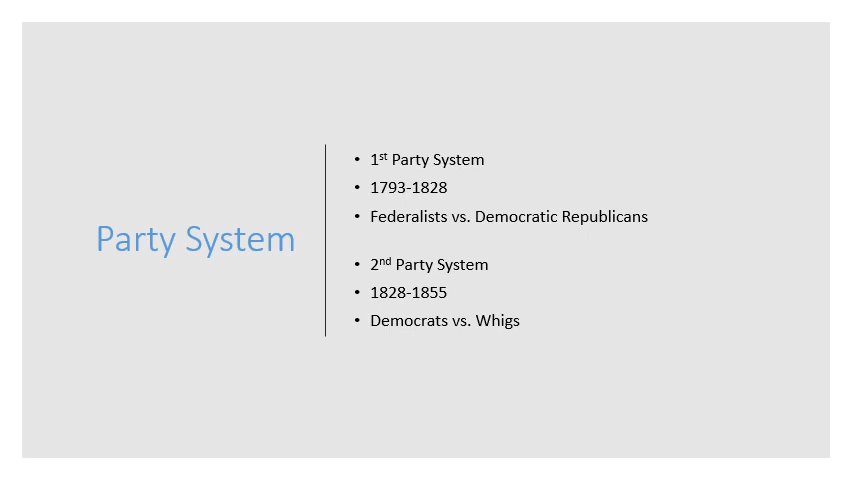 Party System
• 1st Party System
• 1793-1828
• Federalists vs. Democratic Republicans
• 2nd Party System
• 1828-1855
• Democrats vs. Whigs